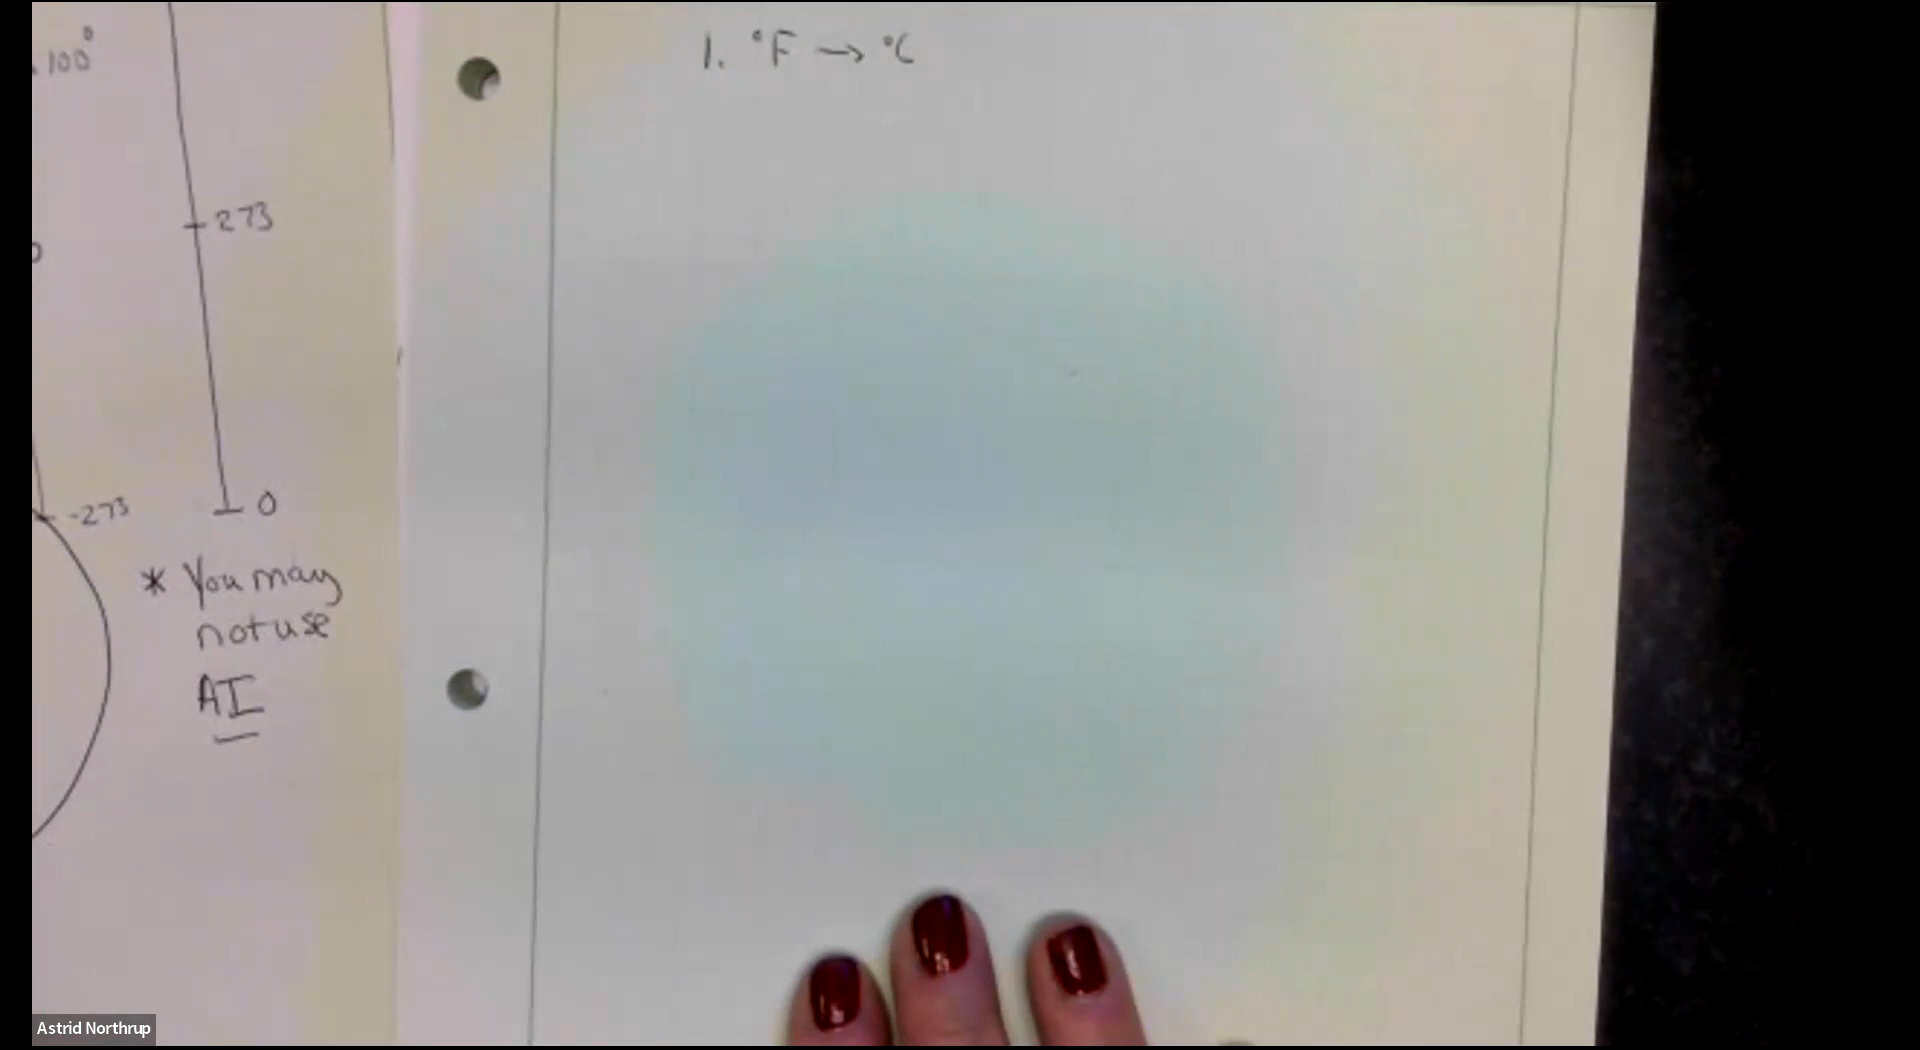 100°
273
-273
0
* You may
not use
AI
1. °F → °C
Astrid Northrup